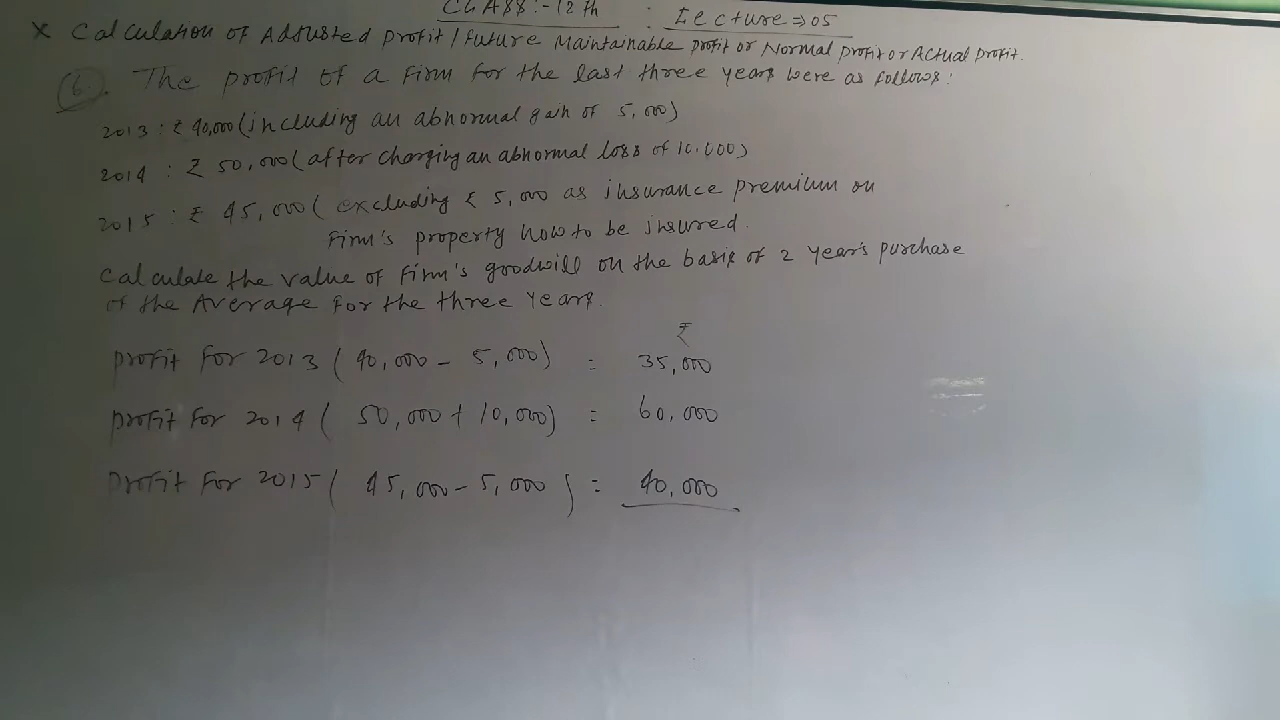 CLASS:-12th : Lecture⇒05
× Calculation of Adjusted profit / future Maintainable profit or Normal profit or Actual profit.
6. The profit of a Firm for the last three years were as follows:
2013 : ₹ 40,000 (including an abnormal gain of 5,000)
2014 : ₹ 50,000 (after charging an abnormal loss of 10,000)
2015 : ₹ 45,000 ( excluding ₹ 5,000 as insurance premium on
Firm's property now to be insured.
Calculate the value of Firm's goodwill on the basis of 2 year's purchase
of the Average for the three Years.
₹
profit for 2013 ( 40,000 - 5,000) = 35,000
profit for 2014 ( 50,000 + 10,000) = 60,000
profit for 2015 ( 45,000 - 5,000 ) = 40,000